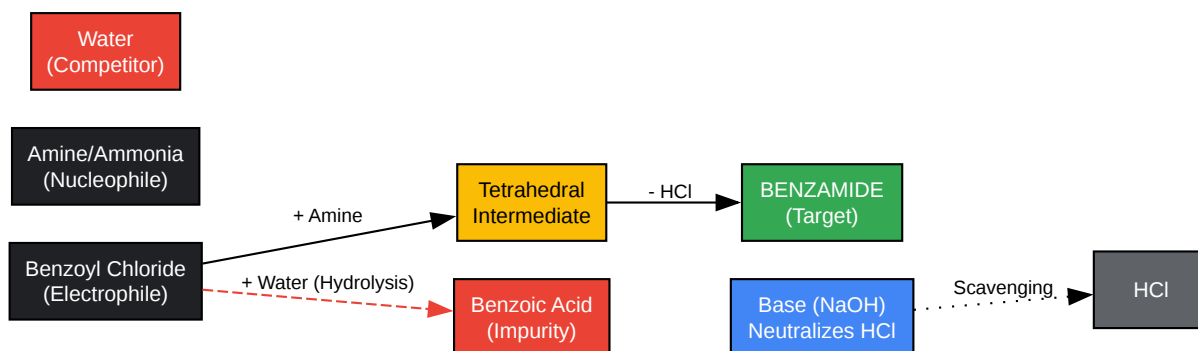 Water
(Competitor)
Amine/Ammonia
(Nucleophile)
Benzoyl Chloride
(Electrophile)
+ Amine
+ Water (Hydrolysis)
Tetrahedral
Intermediate
Benzoic Acid
(Impurity)
- HCl
BENZAMIDE
(Target)
Base (NaOH)
Neutralizes HCl
Scavenging
HCl